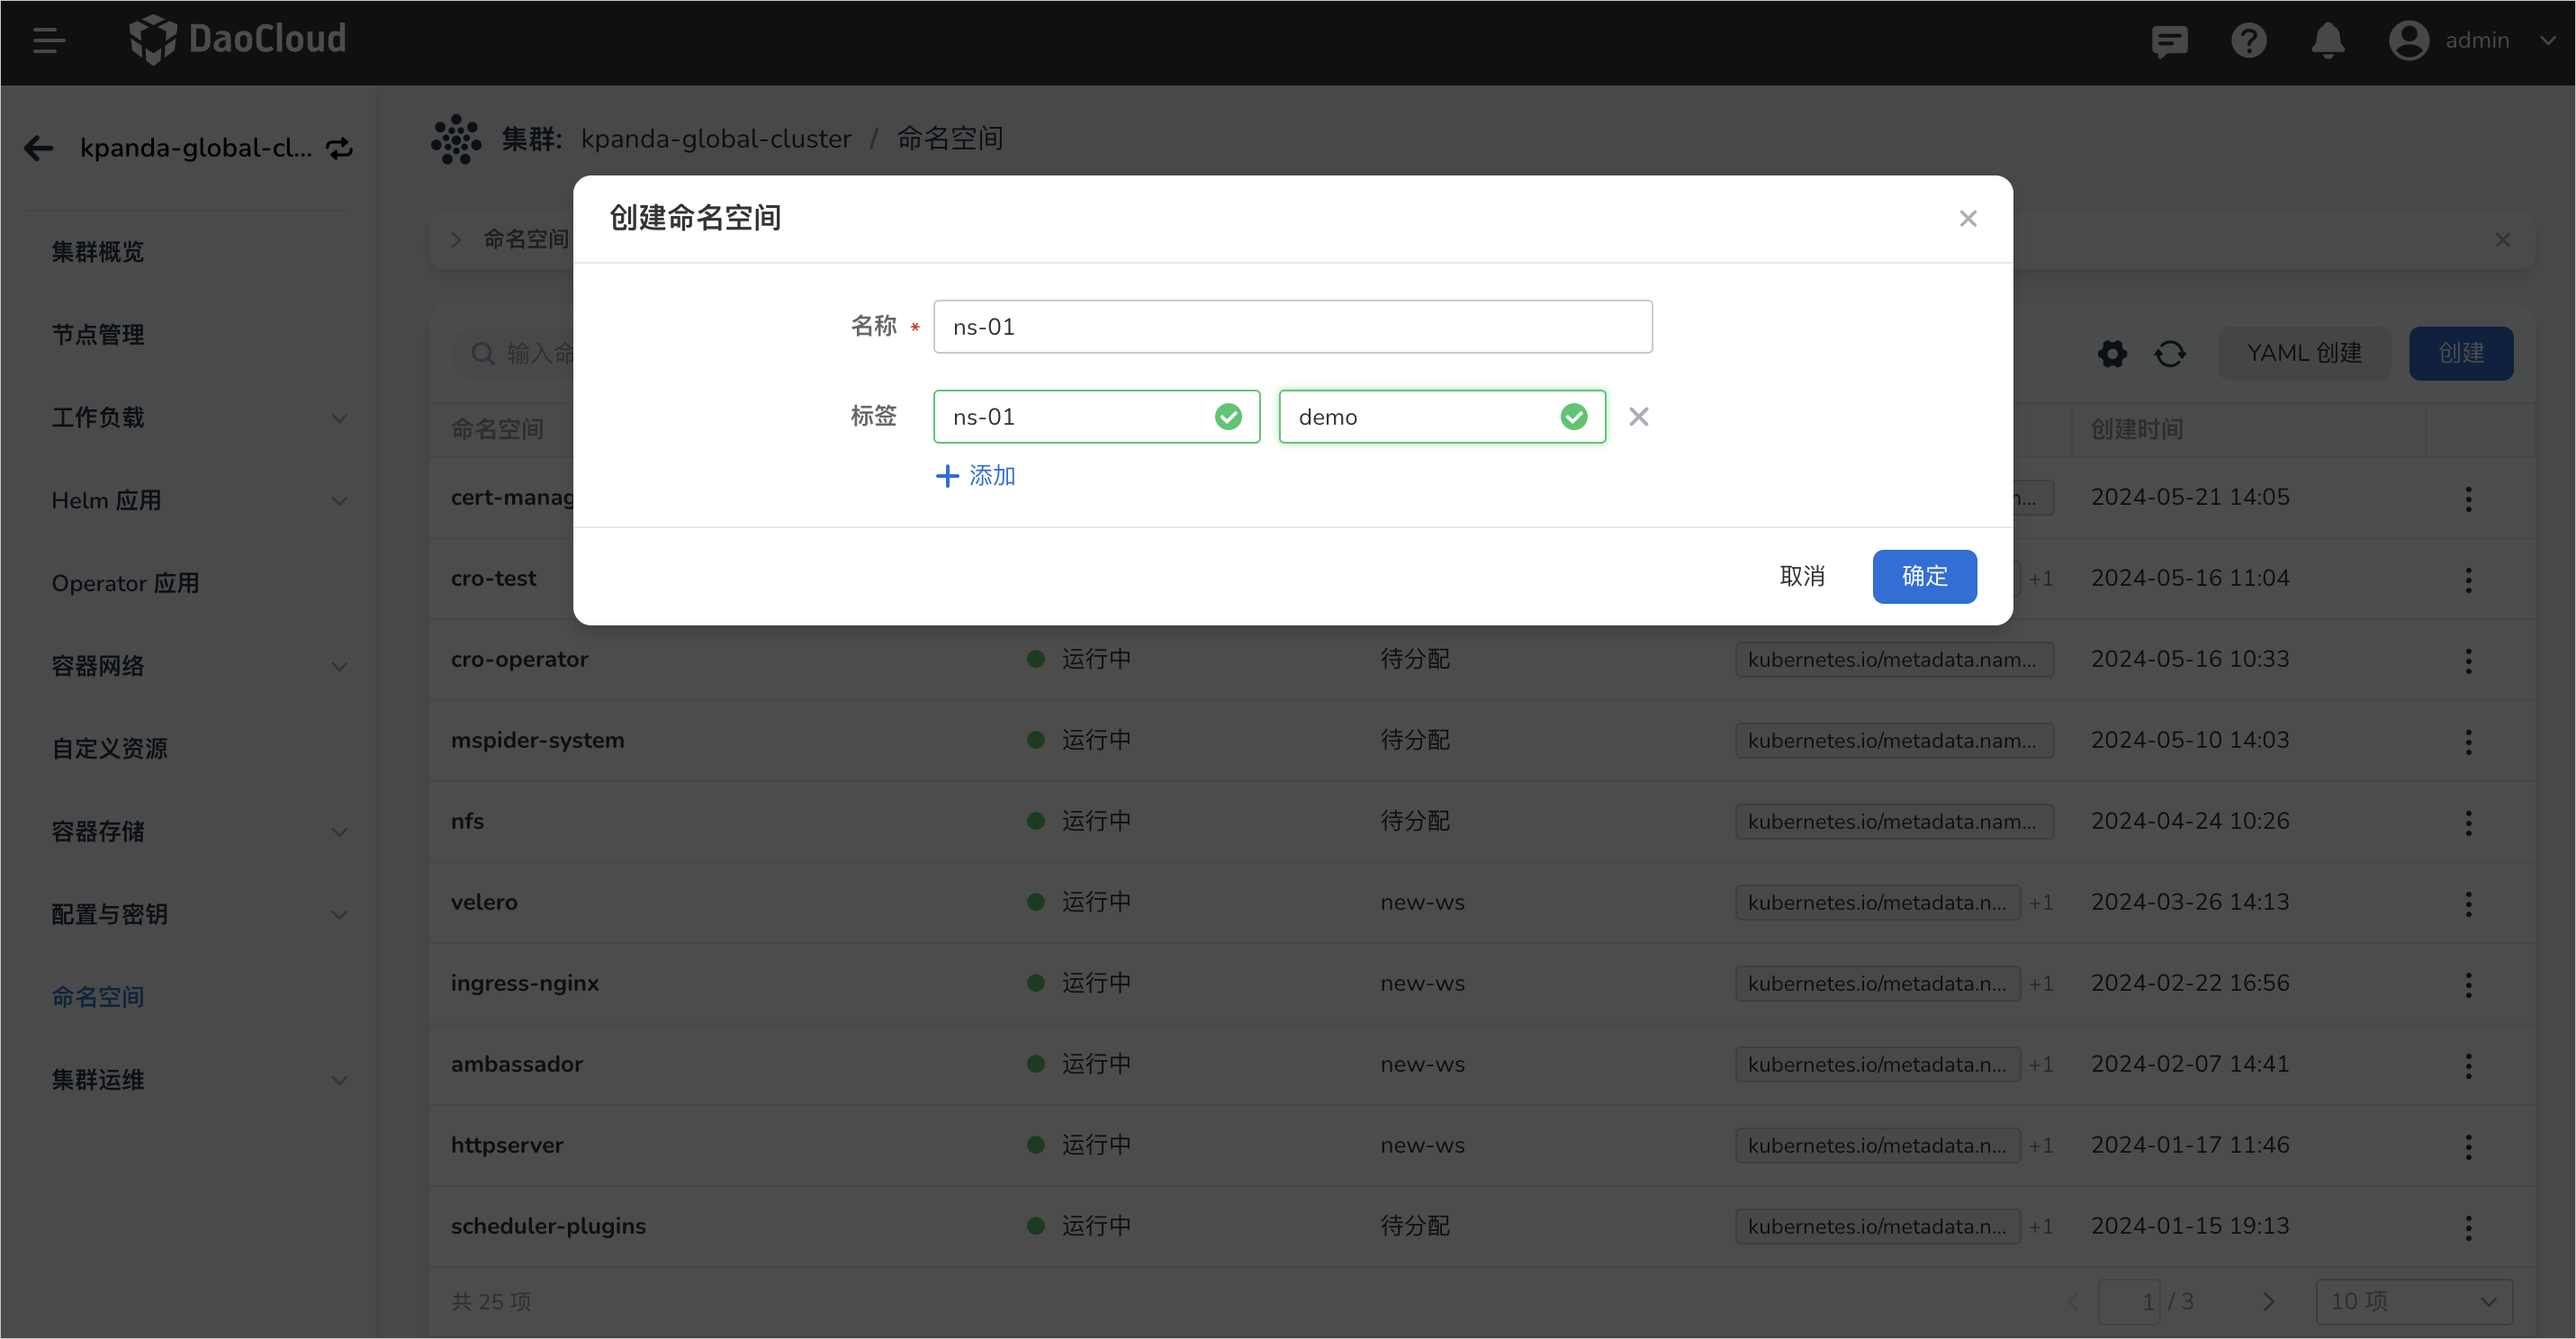 DaoCloud
admin
kpanda-global-cl...
集群: kpanda-global-cluster / 命名空间
集群概览
节点管理
工作负载
Helm 应用
Operator 应用
容器网络
自定义资源
容器存储
配置与密钥
命名空间
集群运维
命名空间
创建命名空间
名称 * ns-01
标签 ns-01 demo
添加
取消 确定
输入命
YAML 创建 创建
命名空间 创建时间
cert-manag m... 2024-05-21 14:05
cro-test +1 2024-05-16 11:04
cro-operator 运行中 待分配 kubernetes.io/metadata.nam... 2024-05-16 10:33
mspider-system 运行中 待分配 kubernetes.io/metadata.nam... 2024-05-10 14:03
nfs 运行中 待分配 kubernetes.io/metadata.nam... 2024-04-24 10:26
velero 运行中 new-ws kubernetes.io/metadata.n... +1 2024-03-26 14:13
ingress-nginx 运行中 new-ws kubernetes.io/metadata.n... +1 2024-02-22 16:56
ambassador 运行中 new-ws kubernetes.io/metadata.n... +1 2024-02-07 14:41
httpserver 运行中 new-ws kubernetes.io/metadata.n... +1 2024-01-17 11:46
scheduler-plugins 运行中 待分配 kubernetes.io/metadata.n... +1 2024-01-15 19:13
共 25 项 1 / 3 10 项